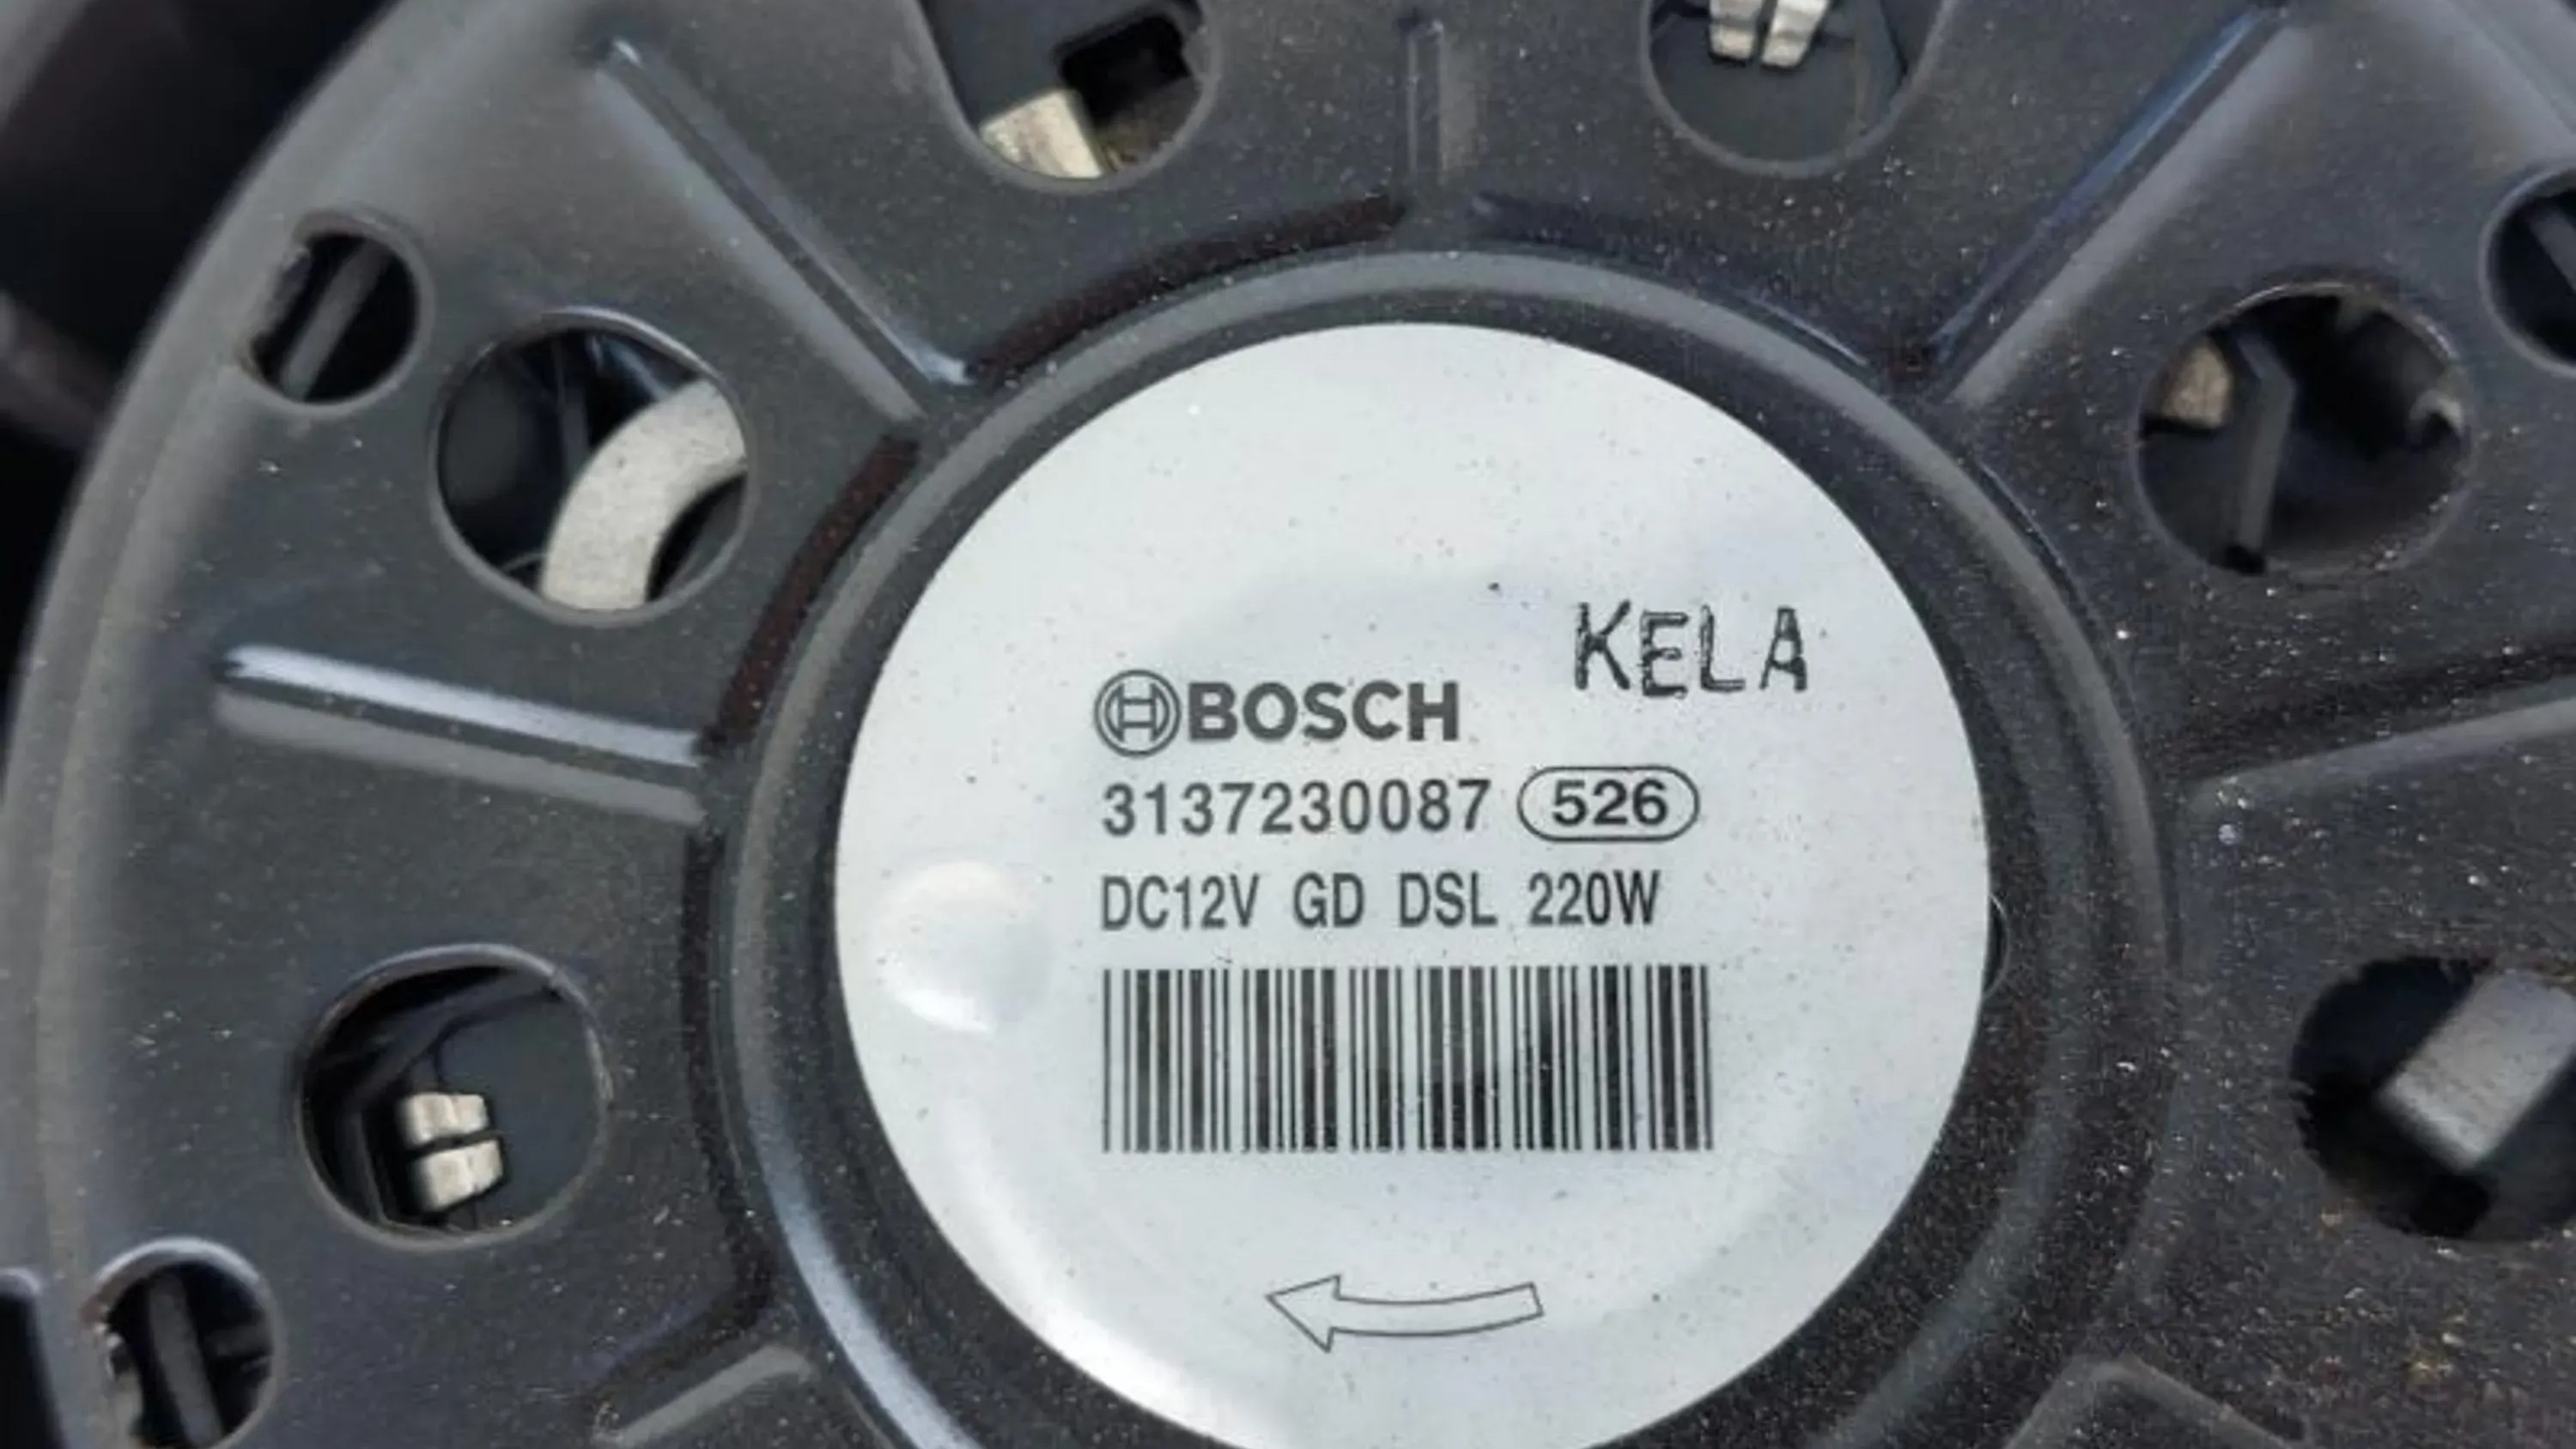 KELA
BOSCH
3137230087 526
DC12V GD DSL 220W